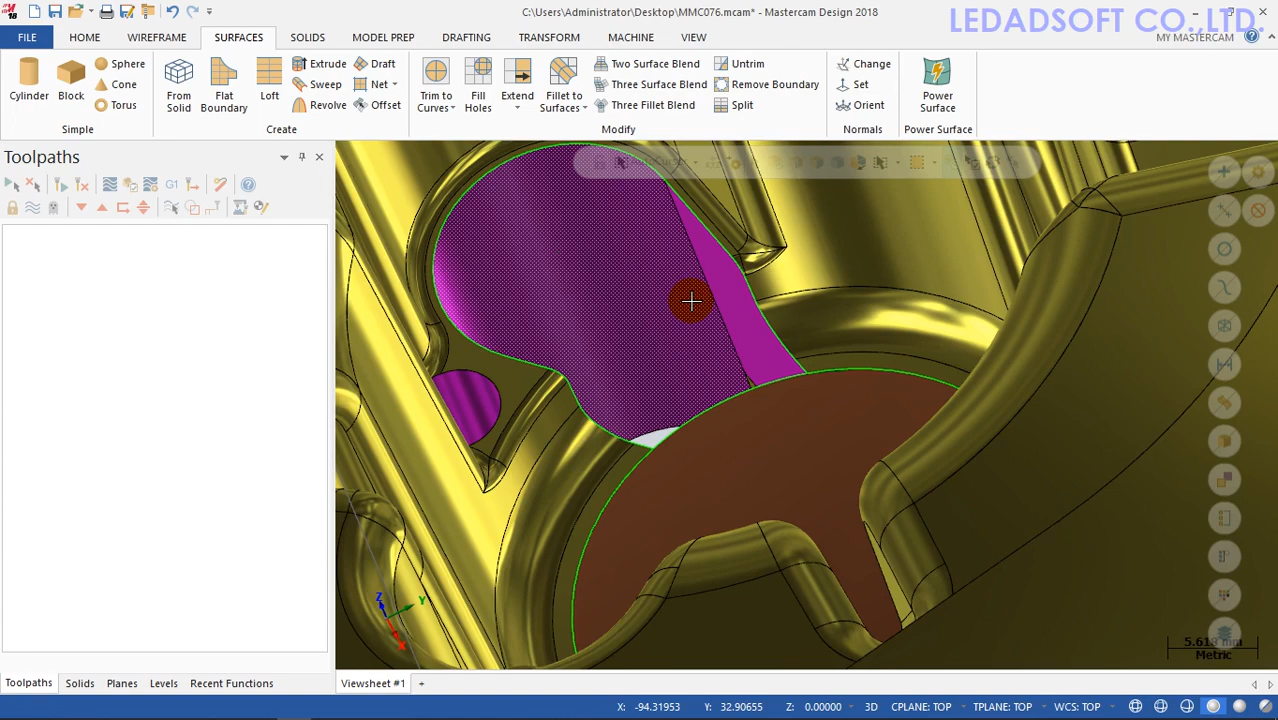 C:\Users\Administrator\Desktop\MMC076.mcam* - Mastercam Design 2018
LEDADSOFT CO.,LTD.
FILE HOME WIREFRAME SURFACES SOLIDS MODEL PREP DRAFTING TRANSFORM MACHINE VIEW MY MASTERCAM
Cylinder Block Sphere Cone Torus
Simple
From Solid Flat Boundary Loft Extrude Sweep Revolve Draft Net Offset
Create
Trim to Curves Fill Holes Extend Fillet to Surfaces Two Surface Blend Three Surface Blend Three Fillet Blend Untrim Remove Boundary Split
Modify
Change Set Orient
Normals
Power Surface
Power Surface
Toolpaths
G1
Z Y X
5.613 mm
Metric
Toolpaths Solids Planes Levels Recent Functions
Viewsheet #1 +
X: -94.31953 Y: 32.90655 Z: 0.00000 3D CPLANE: TOP TPLANE: TOP WCS: TOP